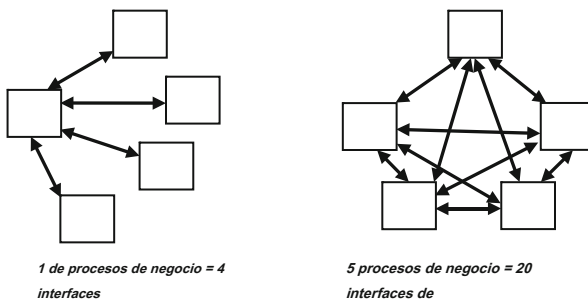 1 de procesos de negocio = 4
interfaces
5 procesos de negocio = 20
interfaces de